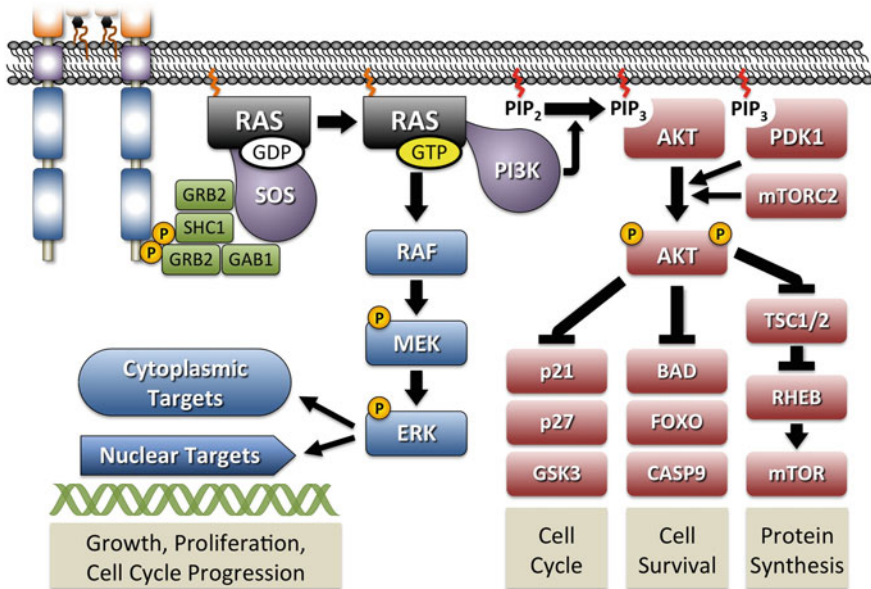 RAS
GDP
SOS
GRB2
SHC1
GRB2
GAB1
P
P
RAS
GTP
PI3K
RAF
P
MEK
P
ERK
Cytoplasmic
Targets
Nuclear Targets
Growth, Proliferation,
Cell Cycle Progression
PIP2
PIP3
AKT
PIP3
PDK1
mTORC2
P
P
AKT
p21
p27
GSK3
Cell
Cycle
BAD
FOXO
CASP9
Cell
Survival
TSC1/2
RHEB
mTOR
Protein
Synthesis